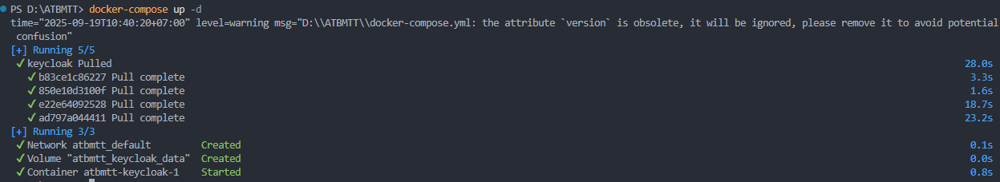 PS D:\ATBMTT> docker-compose up -d
time="2025-09-19T10:40:20+07:00" level=warning msg="D:\\ATBMTT\\docker-compose.yml: the attribute `version` is obsolete, it will be ignored, please remove it to avoid potential
 confusion"
[+] Running 5/5
✓ keycloak Pulled 28.0s
✓ b83ce1c86227 Pull complete 3.3s
✓ 850e10d3100f Pull complete 1.6s
✓ e22e64092528 Pull complete 18.7s
✓ ad797a044411 Pull complete 23.2s
[+] Running 3/3
✓ Network atbmtt_default Created 0.1s
✓ Volume "atbmtt_keycloak_data" Created 0.0s
✓ Container atbmtt-keycloak-1 Started 0.8s